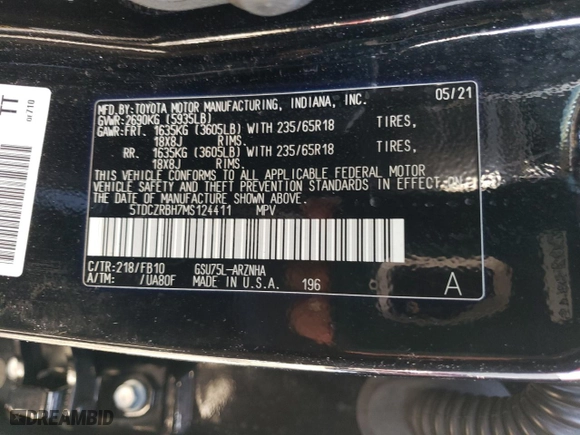 TT
or710
MFD.BY:TOYOTA MOTOR MANUFACTURING, INDIANA, INC. 05/21
GVWR:2690KG (5935LB)
GAWR:FRT. 1635KG (3605LB) WITH 235/65R18 TIRES,
18X8J RIMS.
RR. 1635KG (3605LB) WITH 235/65R18 TIRES,
18X8J RIMS.
THIS VEHICLE CONFORMS TO ALL APPLICABLE FEDERAL MOTOR
VEHICLE SAFETY AND THEFT PREVENTION STANDARDS IN EFFECT ON
THE DATE OF MANUFACTURE SHOWN ABOVE.
5TDCZRBH7MS124411 MPV
C/TR:218/FB10 GSU75L-ARZNHA
A/TM: /UA80F MADE IN U.S.A. 196
A
DREAMBID